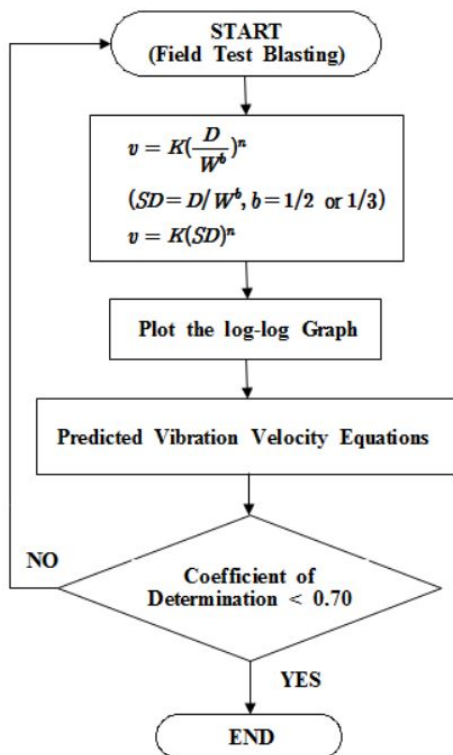 START
(Field Test Blasting)
v = K(D/W^b)^n
(SD = D/W^b, b = 1/2 or 1/3)
v = K(SD)^n
Plot the log-log Graph
Predicted Vibration Velocity Equations
NO
Coefficient of
Determination < 0.70
YES
END